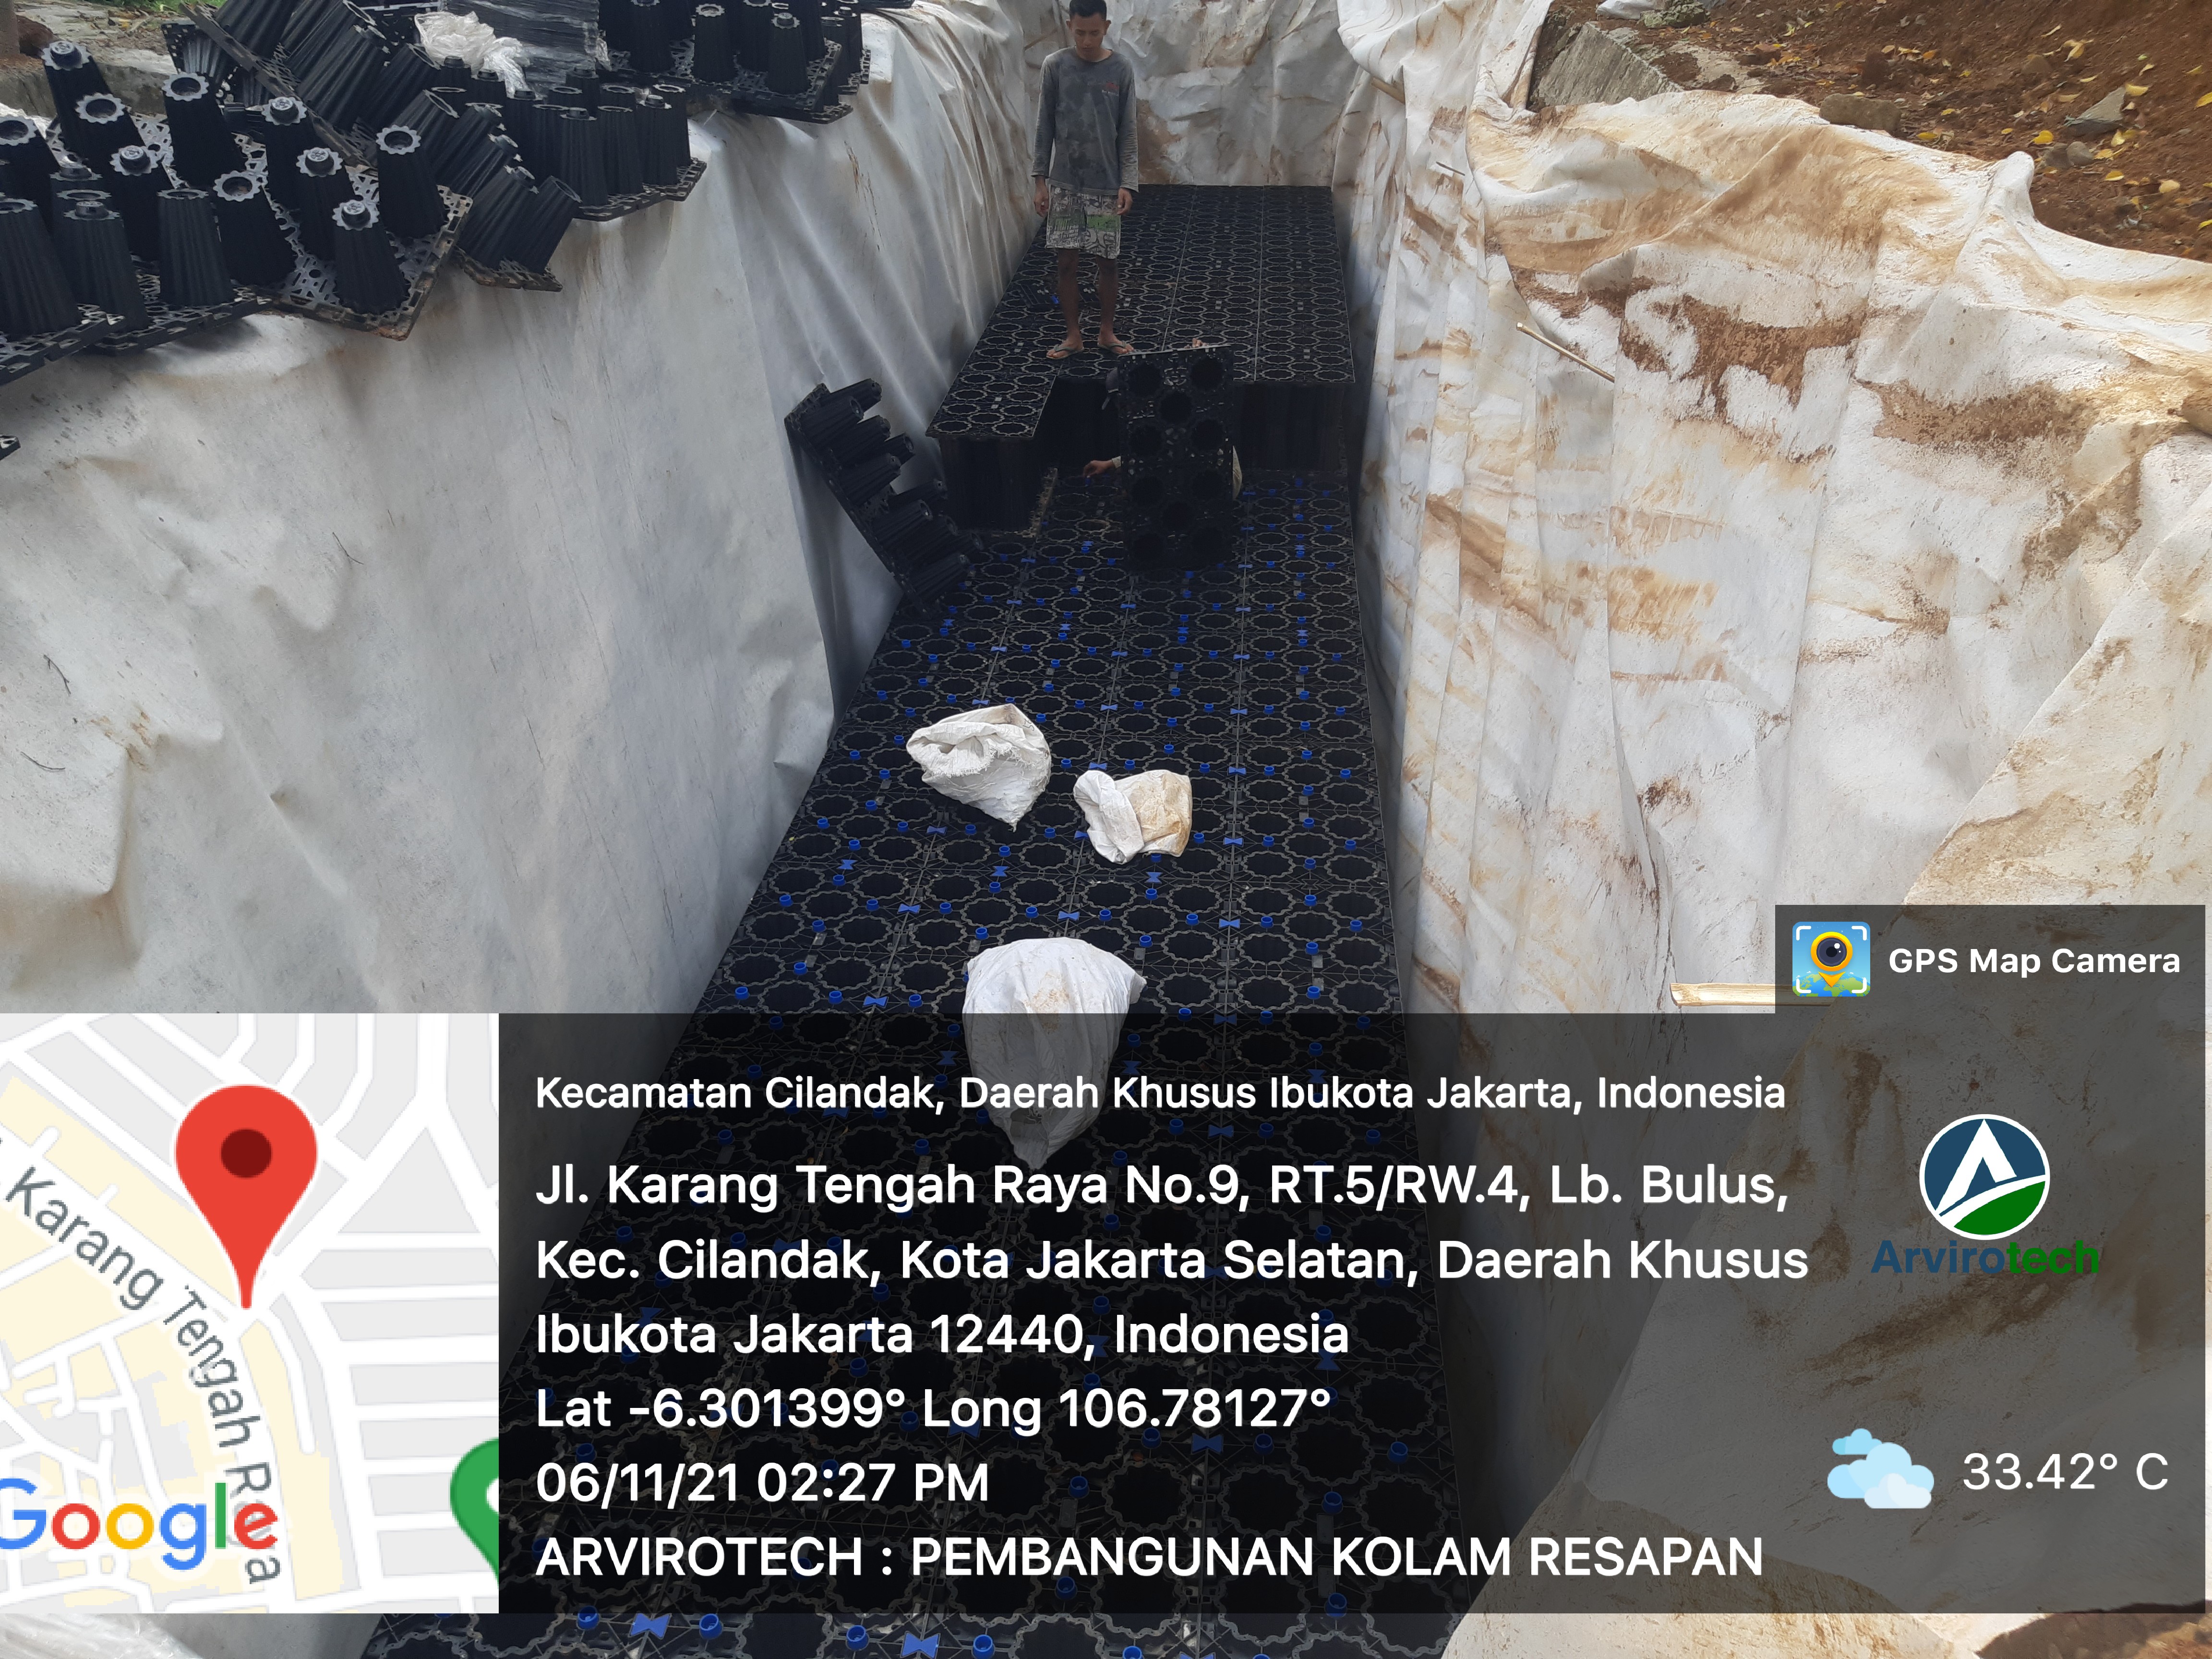 GPS Map Camera
Kecamatan Cilandak, Daerah Khusus Ibukota Jakarta, Indonesia
Jl. Karang Tengah Raya No.9, RT.5/RW.4, Lb. Bulus,
Kec. Cilandak, Kota Jakarta Selatan, Daerah Khusus
Ibukota Jakarta 12440, Indonesia
Lat -6.301399° Long 106.78127°
06/11/21 02:27 PM
ARVIROTECH : PEMBANGUNAN KOLAM RESAPAN
Arvirotech
33.42° C
Karang Tengah Raya
Google